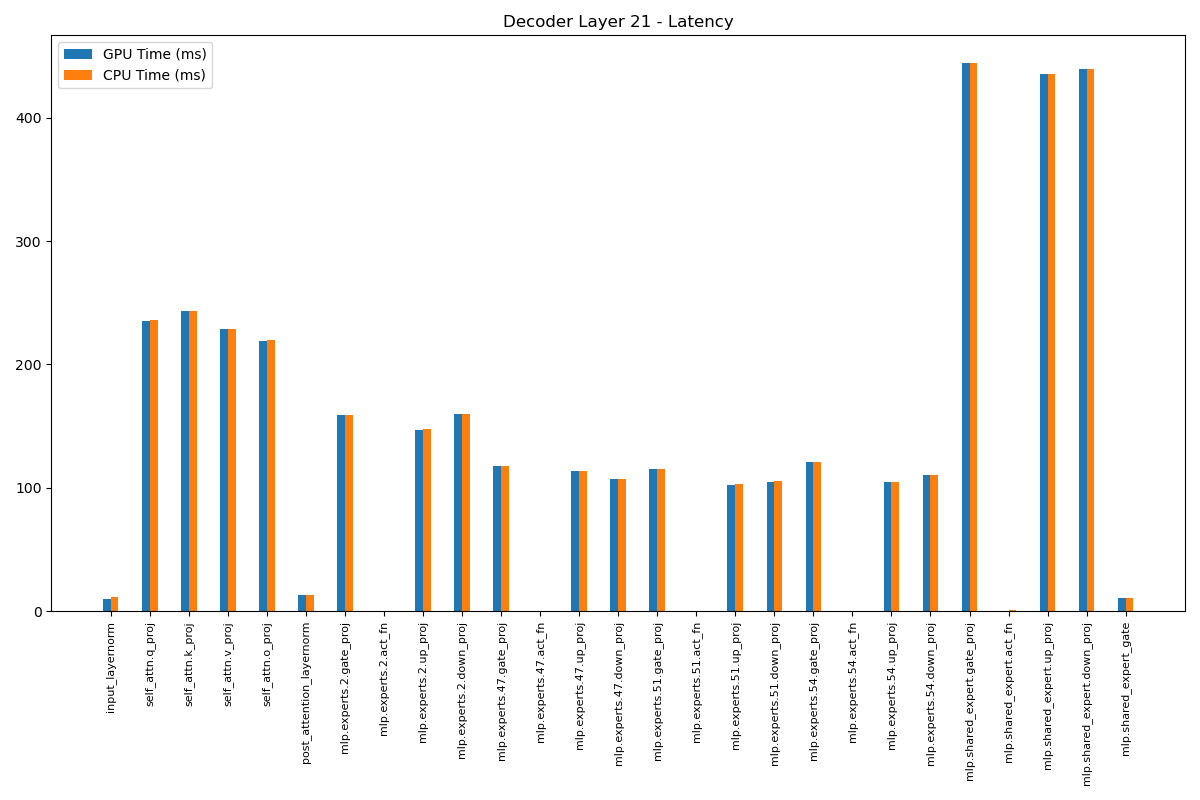 Decoder Layer 21 - Latency
GPU Time (ms)
CPU Time (ms)
400
300
200
100
0
input_layernorm
self_attn.q_proj
self_attn.k_proj
self_attn.v_proj
self_attn.o_proj
post_attention_layernorm
mlp.experts.2.gate_proj
mlp.experts.2.act_fn
mlp.experts.2.up_proj
mlp.experts.2.down_proj
mlp.experts.47.gate_proj
mlp.experts.47.act_fn
mlp.experts.47.up_proj
mlp.experts.47.down_proj
mlp.experts.51.gate_proj
mlp.experts.51.act_fn
mlp.experts.51.up_proj
mlp.experts.51.down_proj
mlp.experts.54.gate_proj
mlp.experts.54.act_fn
mlp.experts.54.up_proj
mlp.experts.54.down_proj
mlp.shared_expert.gate_proj
mlp.shared_expert.act_fn
mlp.shared_expert.up_proj
mlp.shared_expert.down_proj
mlp.shared_expert_gate